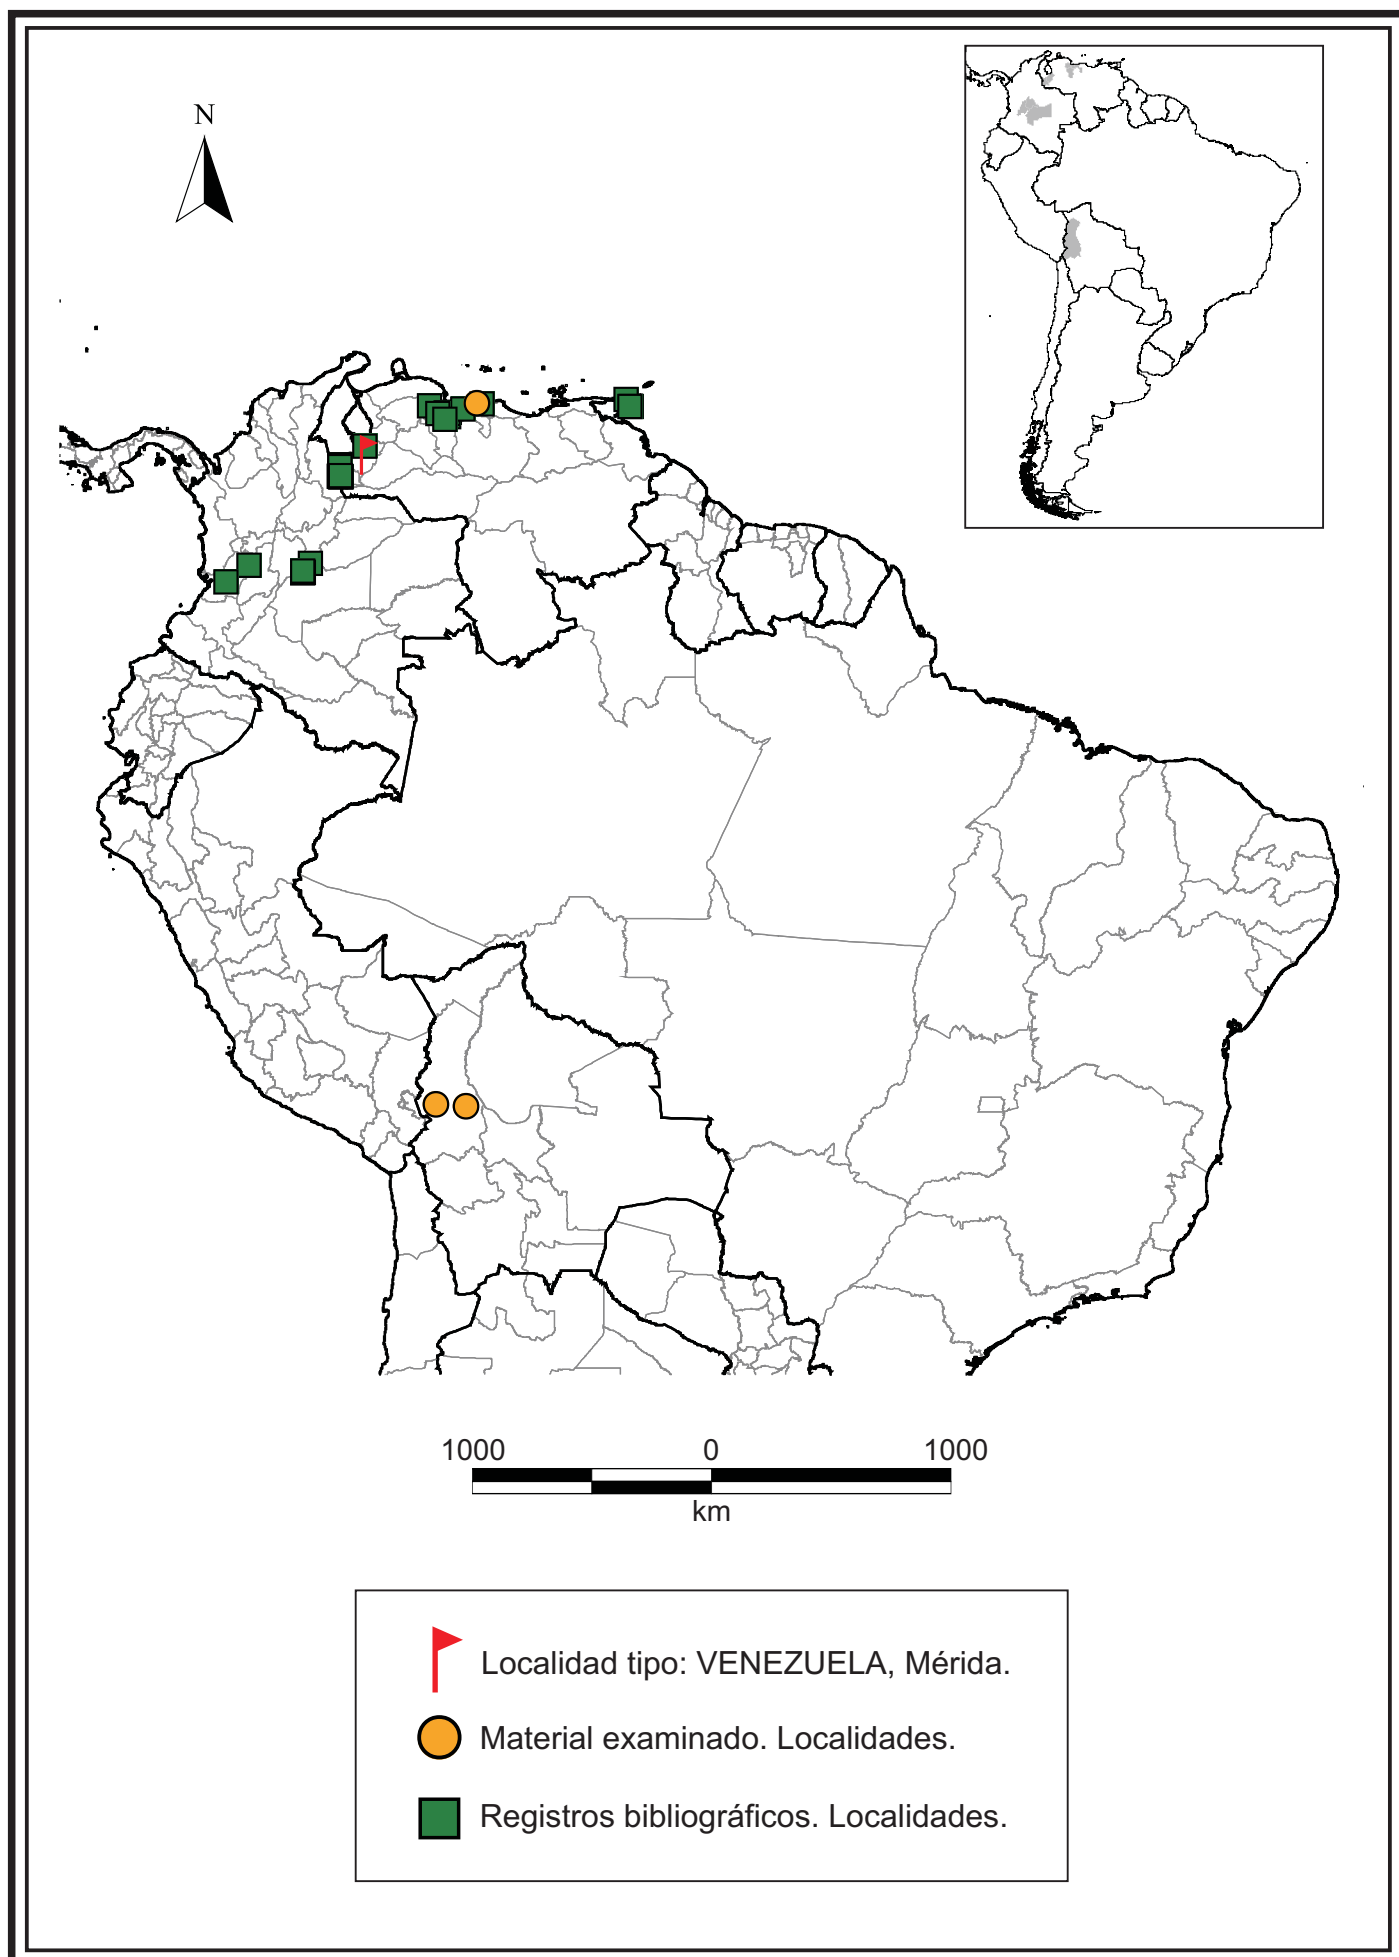 N
1000 0 1000
km
Localidad tipo: VENEZUELA, Mérida.
Material examinado. Localidades.
Registros bibliográficos. Localidades.